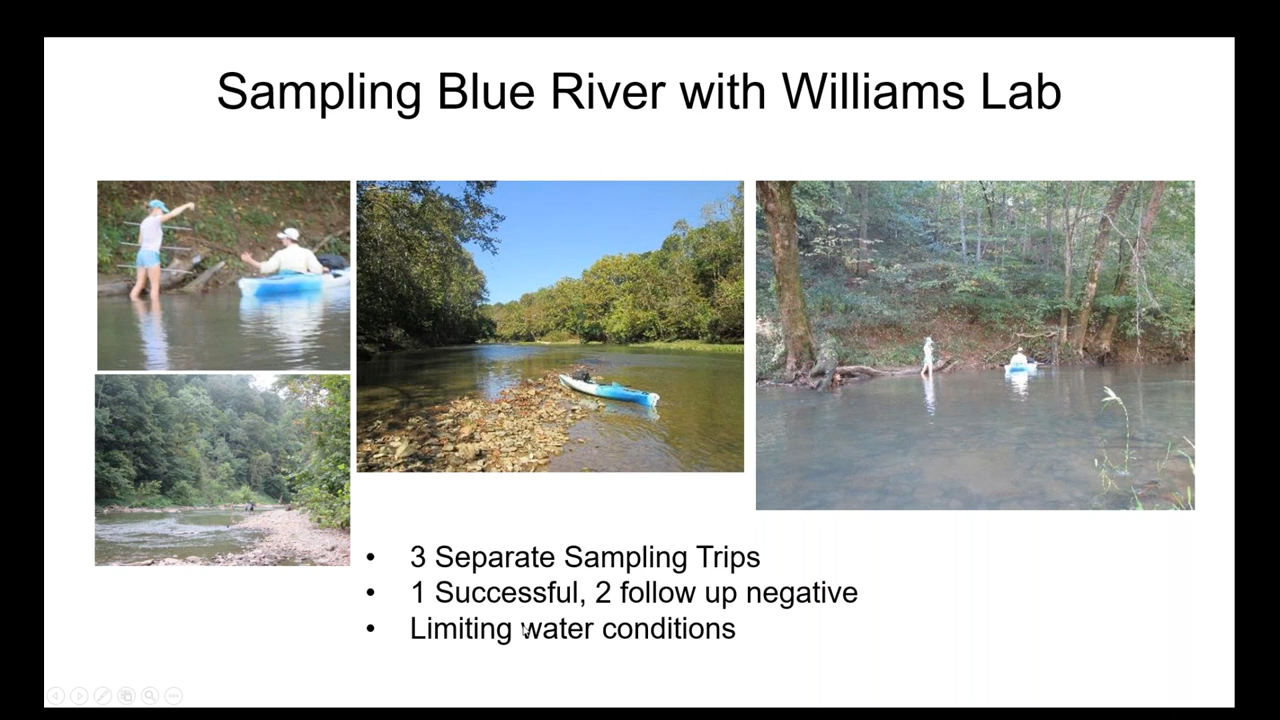 Sampling Blue River with Williams Lab
• 3 Separate Sampling Trips
• 1 Successful, 2 follow up negative
• Limiting water conditions